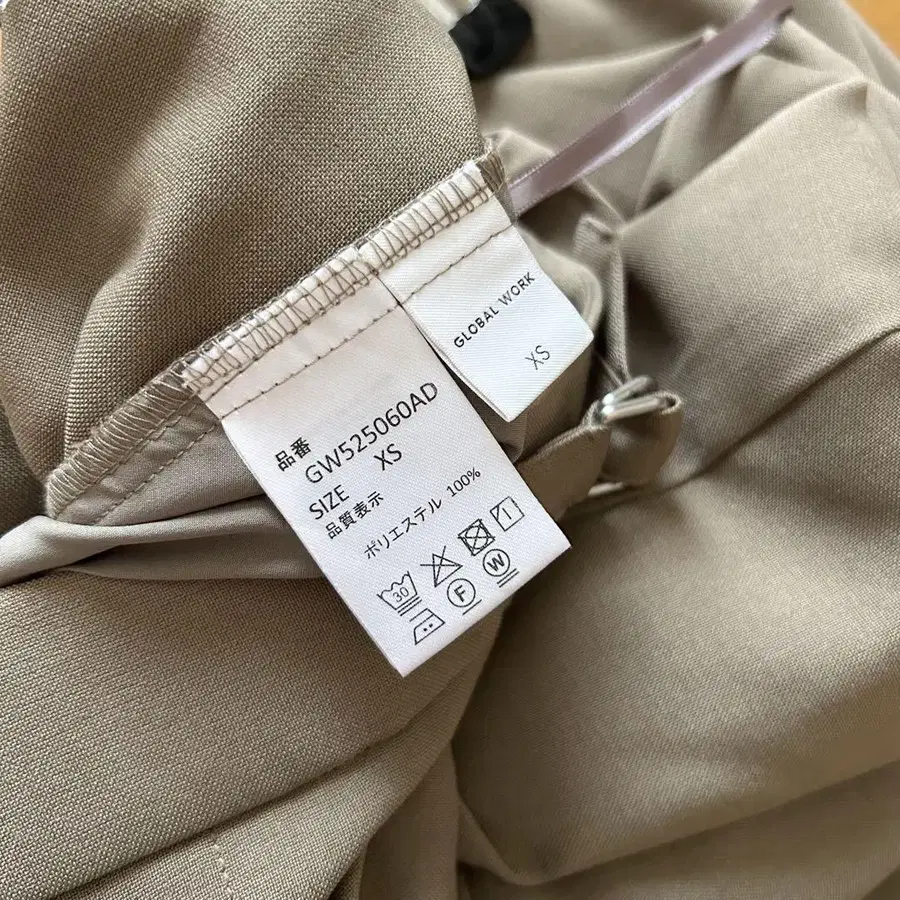 GLOBAL WORK
XS
品番
GW525060AD
SIZE XS
品質表示
ポリエステル 100%
30
F W